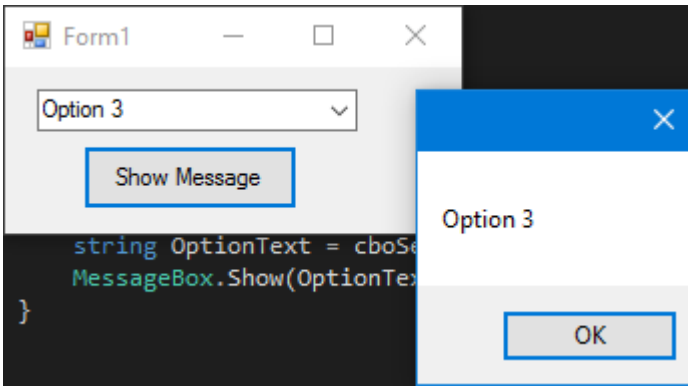 Form1
Option 3
Show Message
Option 3
OK
string OptionText = cboSe
MessageBox.Show(OptionTex
}